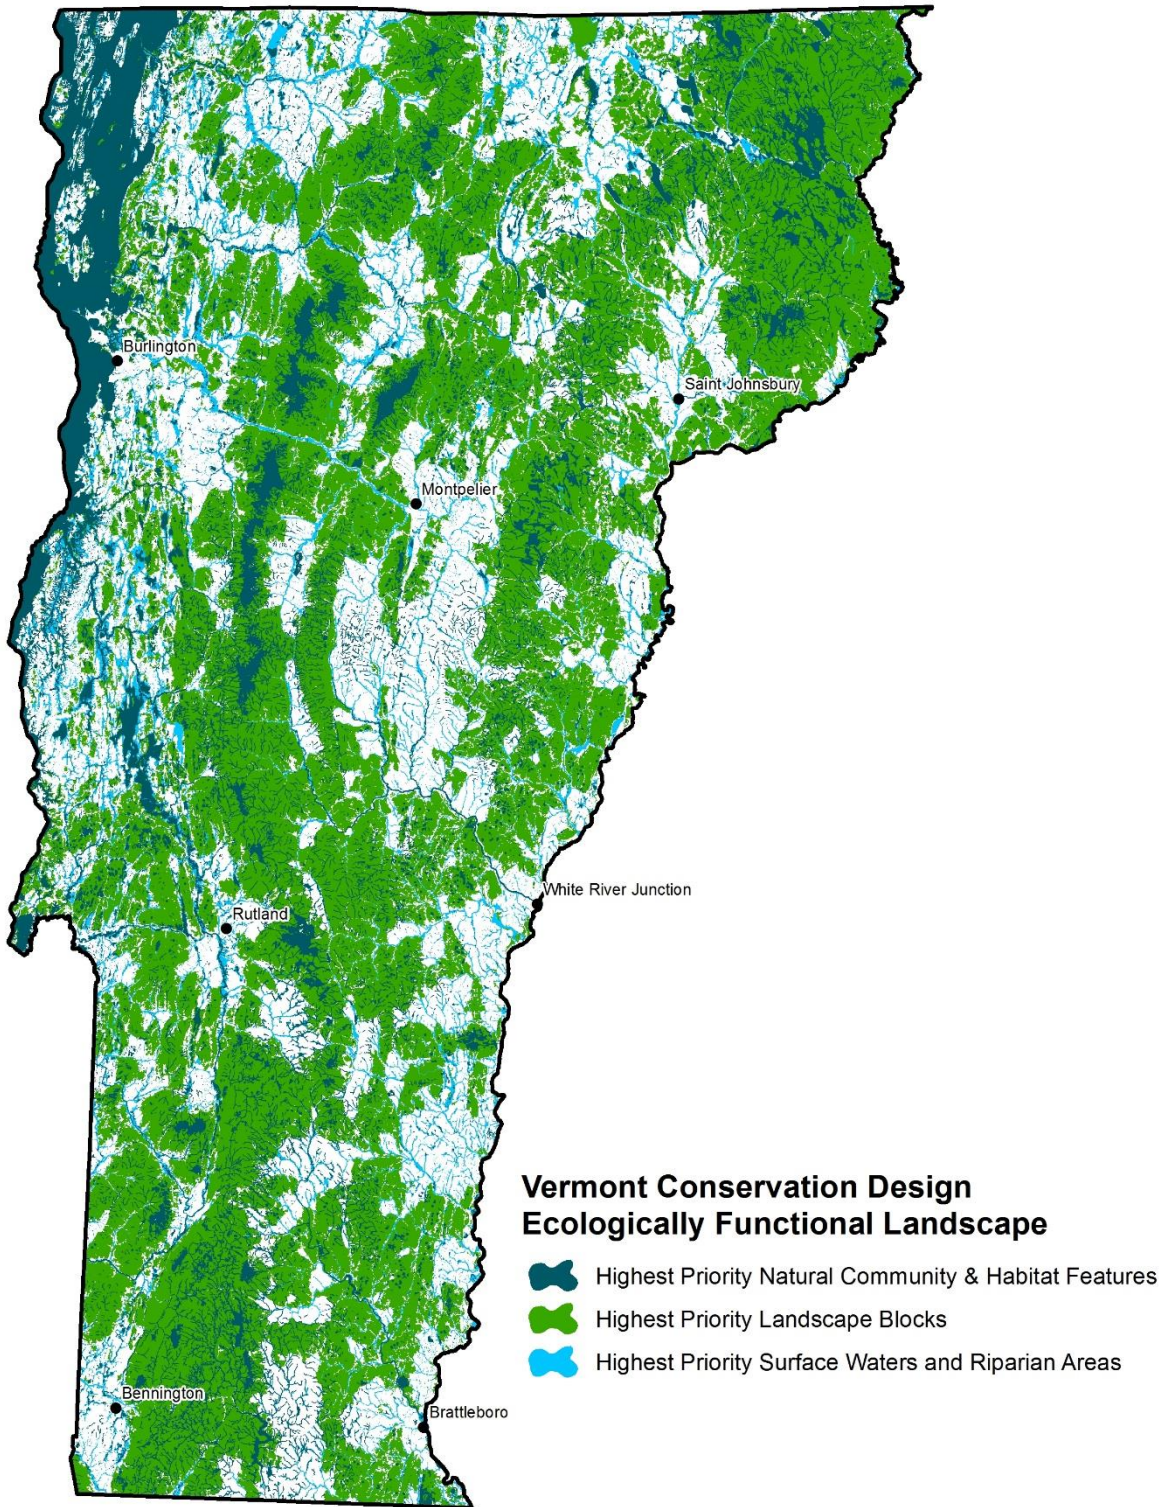 Burlington
Saint Johnsbury
Montpelier
White River Junction
Rutland
Vermont Conservation Design
Ecologically Functional Landscape
Highest Priority Natural Community & Habitat Features
Highest Priority Landscape Blocks
Highest Priority Surface Waters and Riparian Areas
Bennington
Brattleboro